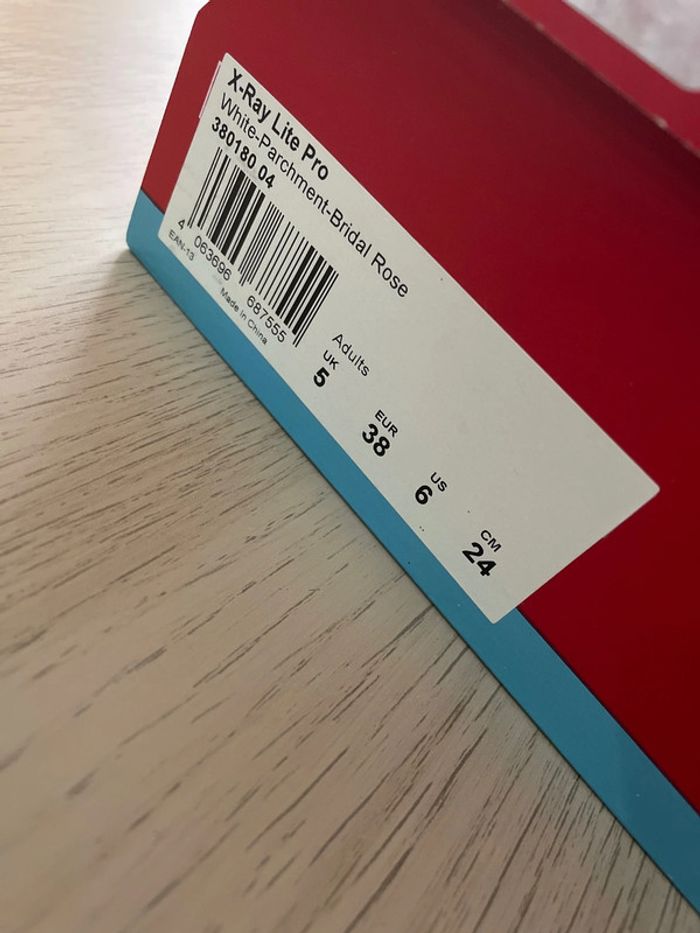 X-Ray Lite Pro
White-Parchment-Bridal Rose
380180 04
4 063696 687555
EAN-13
Made in China
Adults
UK EUR US CM
5 38 6 24